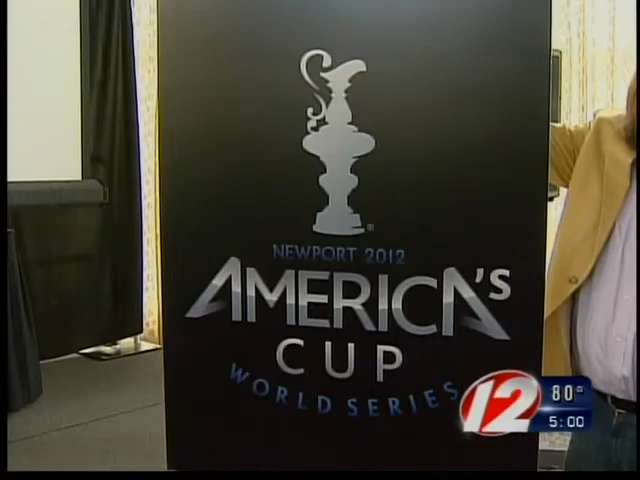 NEWPORT 2012
AMERICA'S
CUP
WORLD SERIES
12
80°
5:00